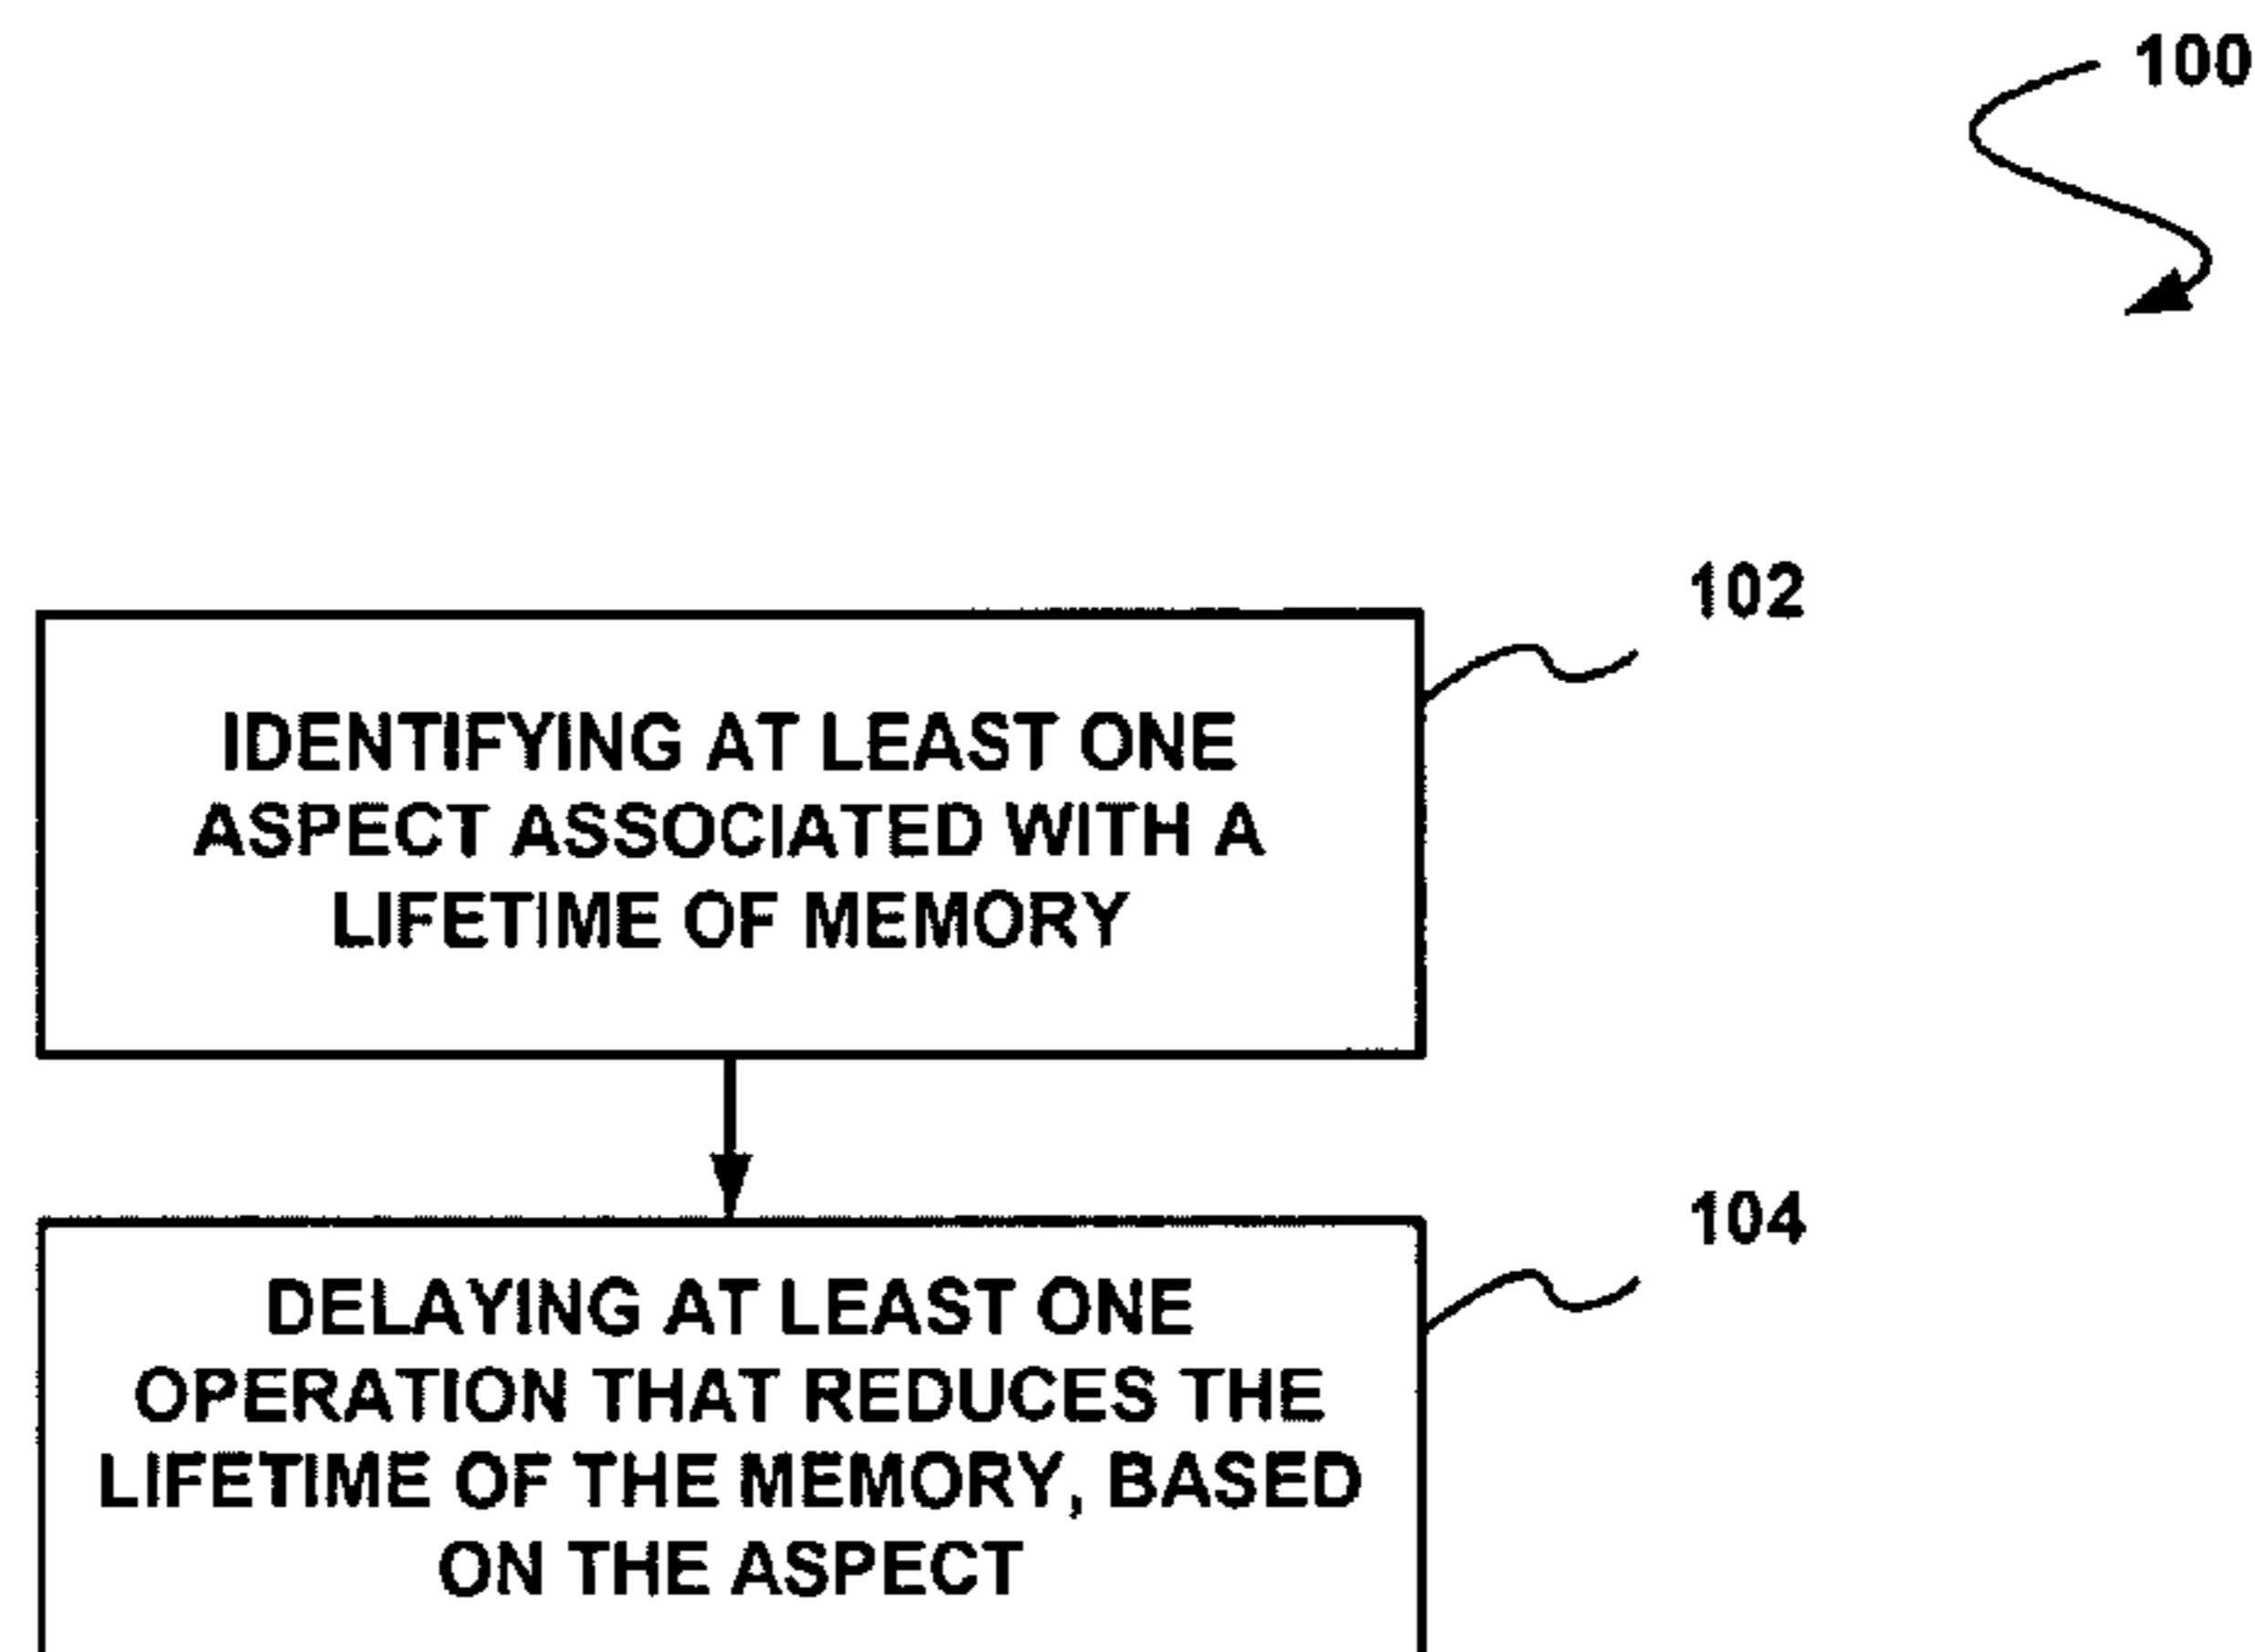 100
102
IDENTIFYING AT LEAST ONE
ASPECT ASSOCIATED WITH A
LIFETIME OF MEMORY
104
DELAYING AT LEAST ONE
OPERATION THAT REDUCES THE
LIFETIME OF THE MEMORY, BASED
ON THE ASPECT